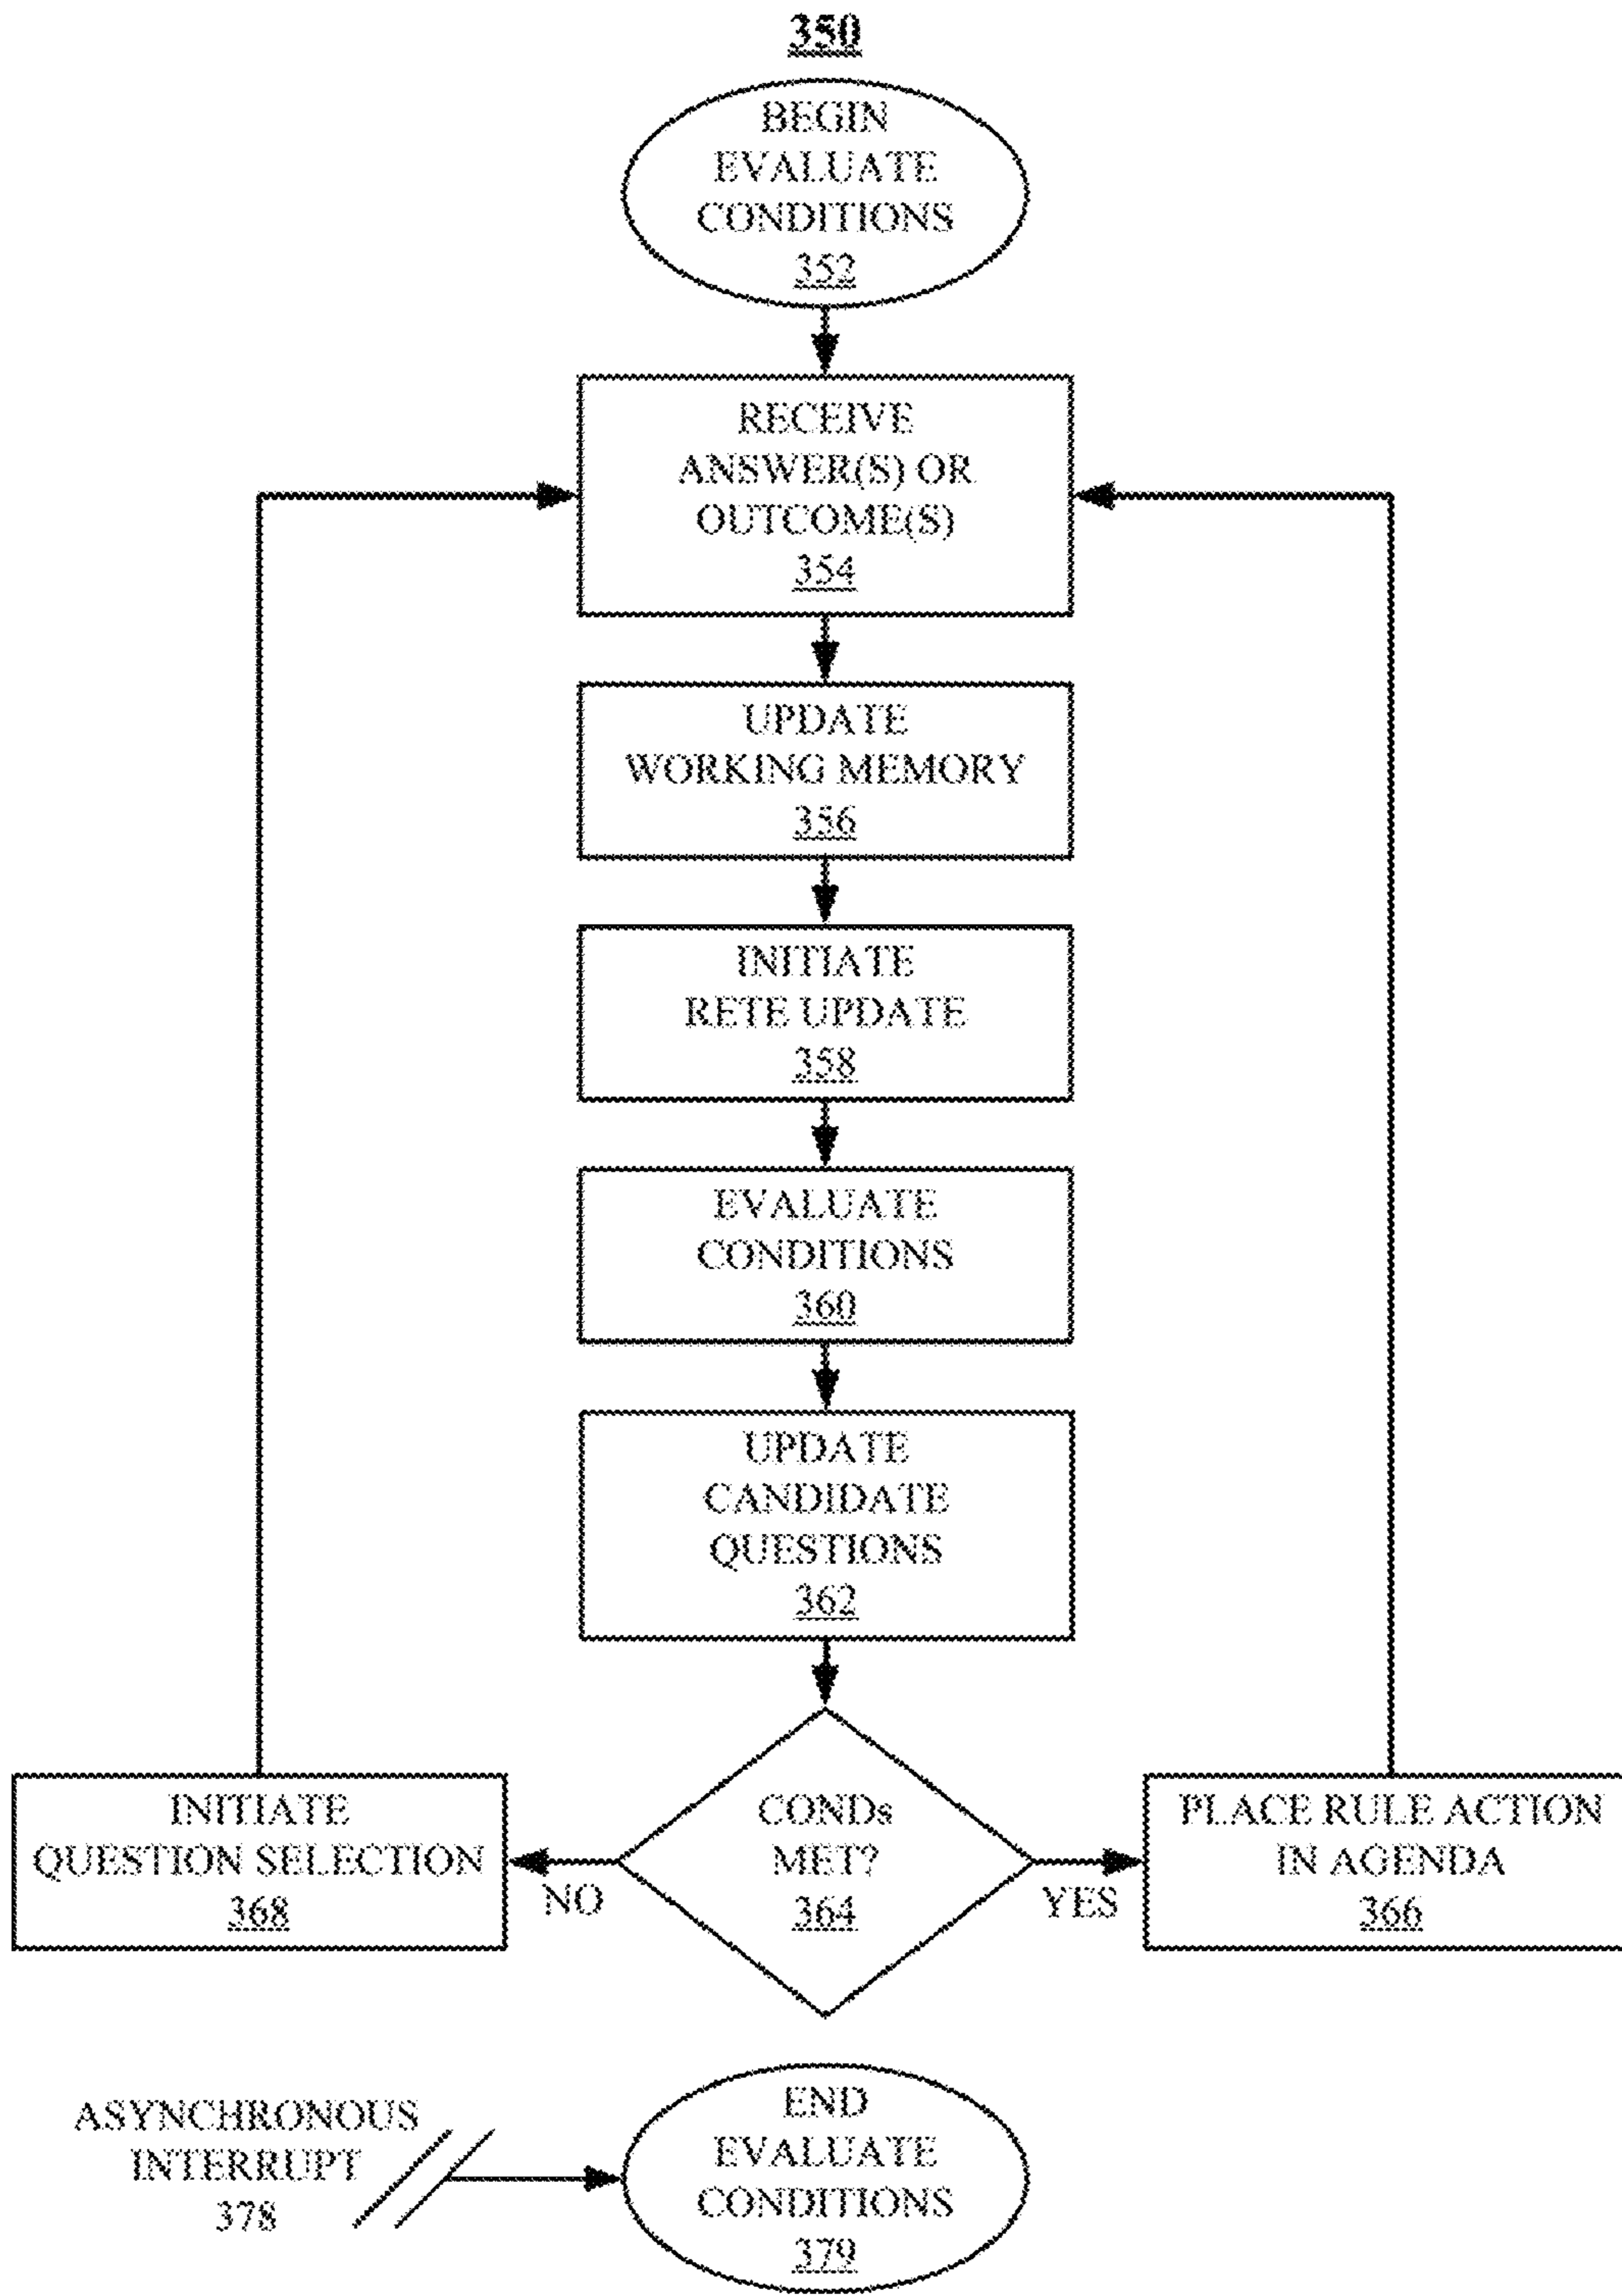 350
BEGIN
EVALUATE
CONDITIONS
352
RECEIVE
ANSWER(S) OR
OUTCOME(S)
354
UPDATE
WORKING MEMORY
356
INITIATE
RETE UPDATE
358
EVALUATE
CONDITIONS
360
UPDATE
CANDIDATE
QUESTIONS
362
INITIATE
QUESTION SELECTION
368
NO
CONDs
MET?
364
YES
PLACE RULE ACTION
IN AGENDA
366
ASYNCHRONOUS
INTERRUPT
378
END
EVALUATE
CONDITIONS
379